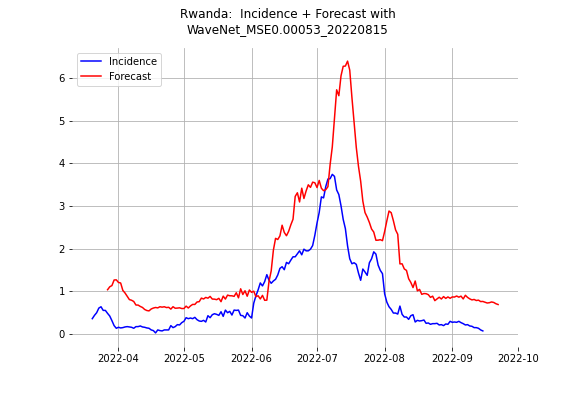 Rwanda:  Incidence + Forecast with
WaveNet_MSE0.00053_20220815
Incidence
Forecast
6
5
4
3
2
1
0
2022-04 2022-05 2022-06 2022-07 2022-08 2022-09 2022-10